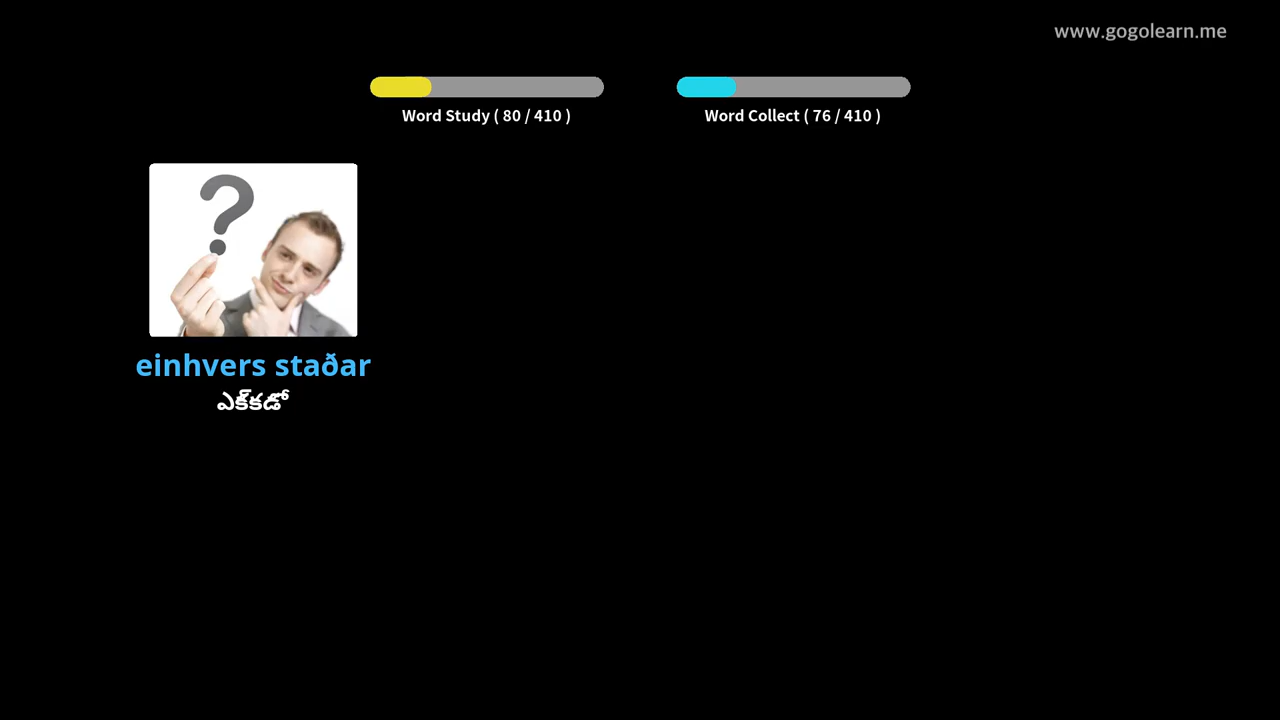 www.gogolearn.me
Word Study ( 80 / 410 )
Word Collect ( 76 / 410 )
?
einhvers staðar
ఎక్కడో